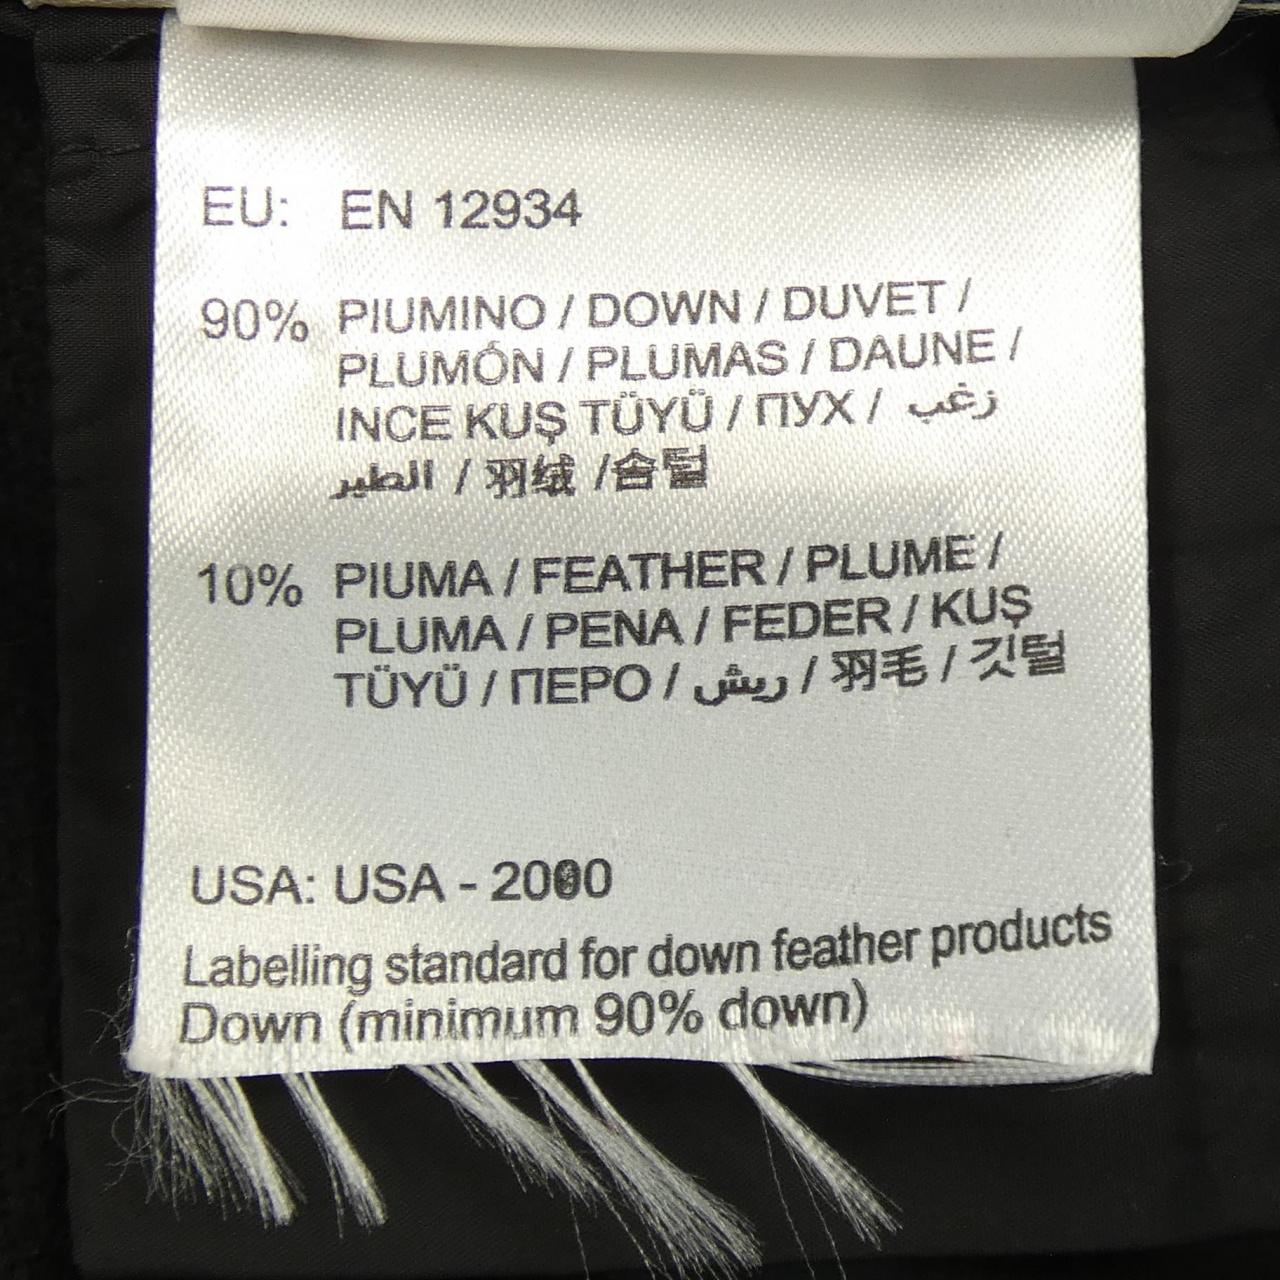 EU: EN 12934
90% PIUMINO / DOWN / DUVET /
PLUMÓN / PLUMAS / DAUNE /
INCE KUŞ TÜYÜ / ПУХ / زغب
الطير / 羽绒 /솜털
10% PIUMA / FEATHER / PLUME /
PLUMA / PENA / FEDER / KUŞ
TÜYÜ / ПЕРО / ريش / 羽毛 / 깃털
USA: USA - 2000
Labelling standard for down feather products
Down (minimum 90% down)